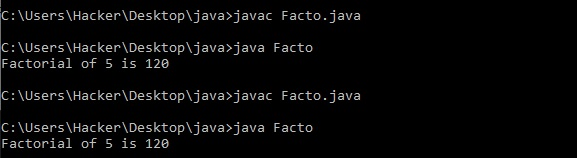 C:\Users\Hacker\Desktop\java>javac Facto.java
C:\Users\Hacker\Desktop\java>java Facto
Factorial of 5 is 120
C:\Users\Hacker\Desktop\java>javac Facto.java
C:\Users\Hacker\Desktop\java>java Facto
Factorial of 5 is 120